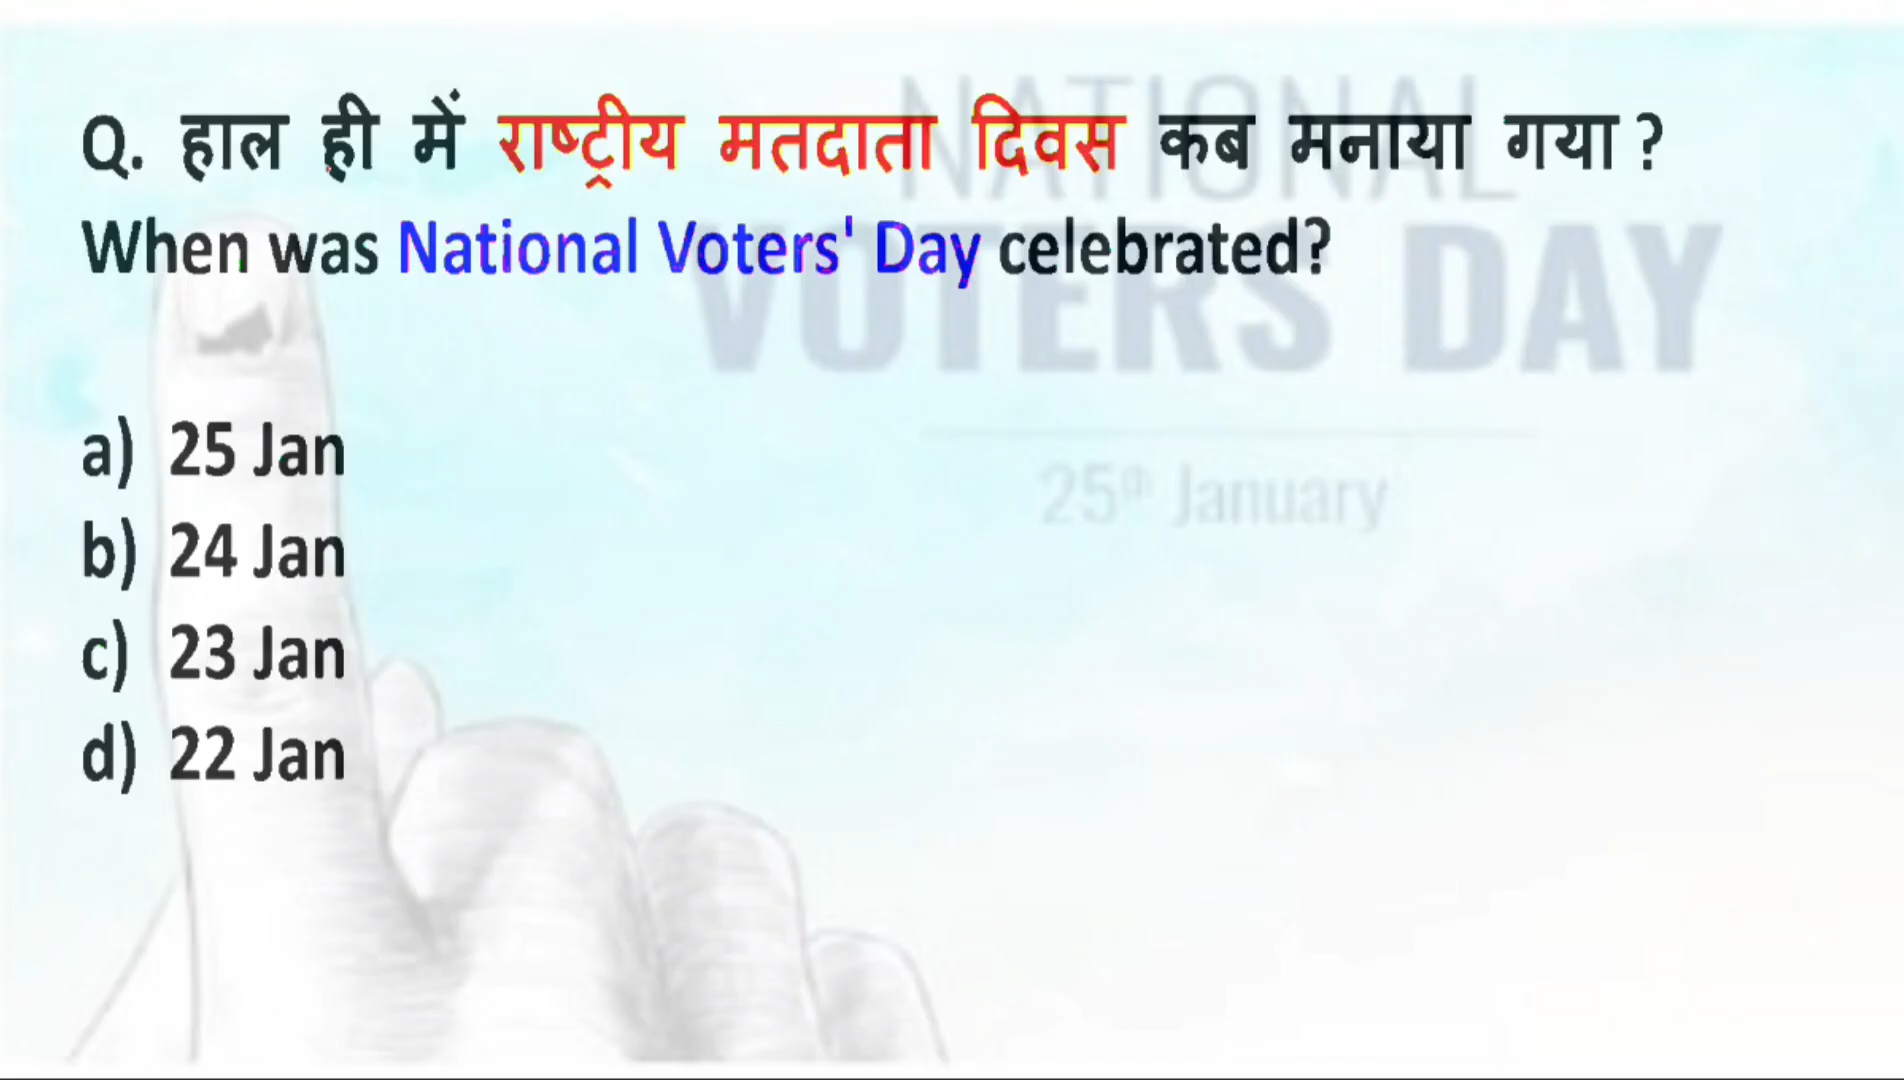 Q. हाल ही में राष्ट्रीय मतदाता दिवस कब मनाया गया ?
When was National Voters' Day celebrated?
NATIONAL
VOTERS DAY
25th January
a) 25 Jan
b) 24 Jan
c) 23 Jan
d) 22 Jan